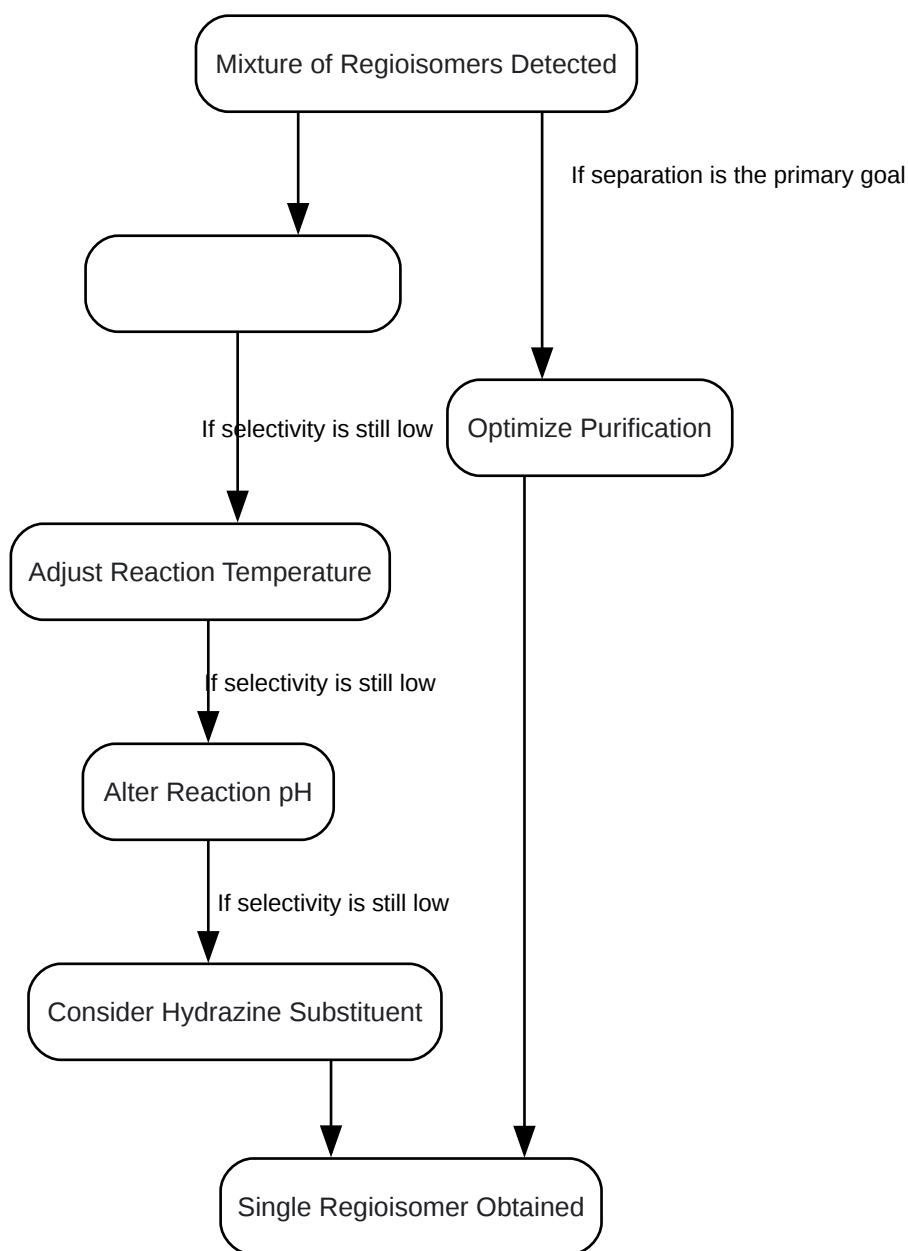 Mixture of Regioisomers Detected
If separation is the primary goal
If selectivity is still low
Optimize Purification
Adjust Reaction Temperature
If selectivity is still low
Alter Reaction pH
If selectivity is still low
Consider Hydrazine Substituent
Single Regioisomer Obtained